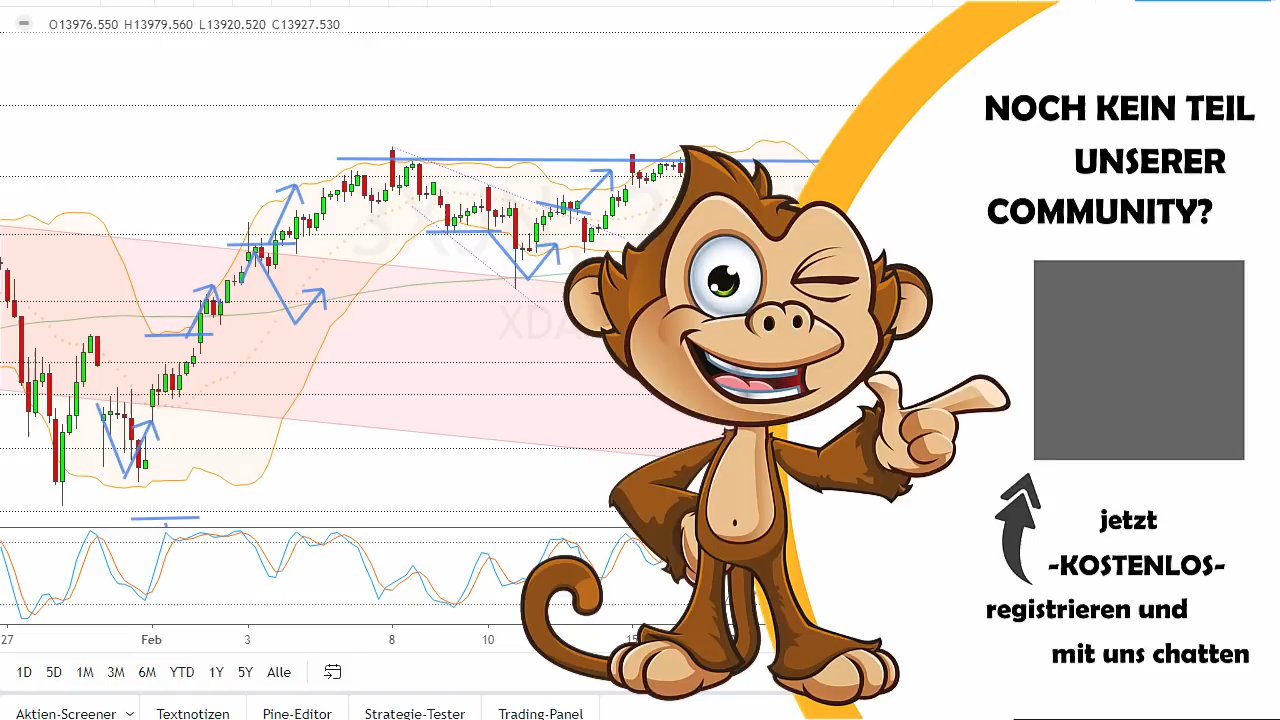 O13976.550 H13979.560 L13920.520 C13927.530
NOCH KEIN TEIL
UNSERER
COMMUNITY?
jetzt
-KOSTENLOS-
registrieren und
mit uns chatten
27 Feb 3 8 10 15
1D 5D 1M 3M 6M YTD 1Y 5Y Alle
Aktien-Screener Textnotizen Pine-Editor Strategie-Tester Trading-Panel